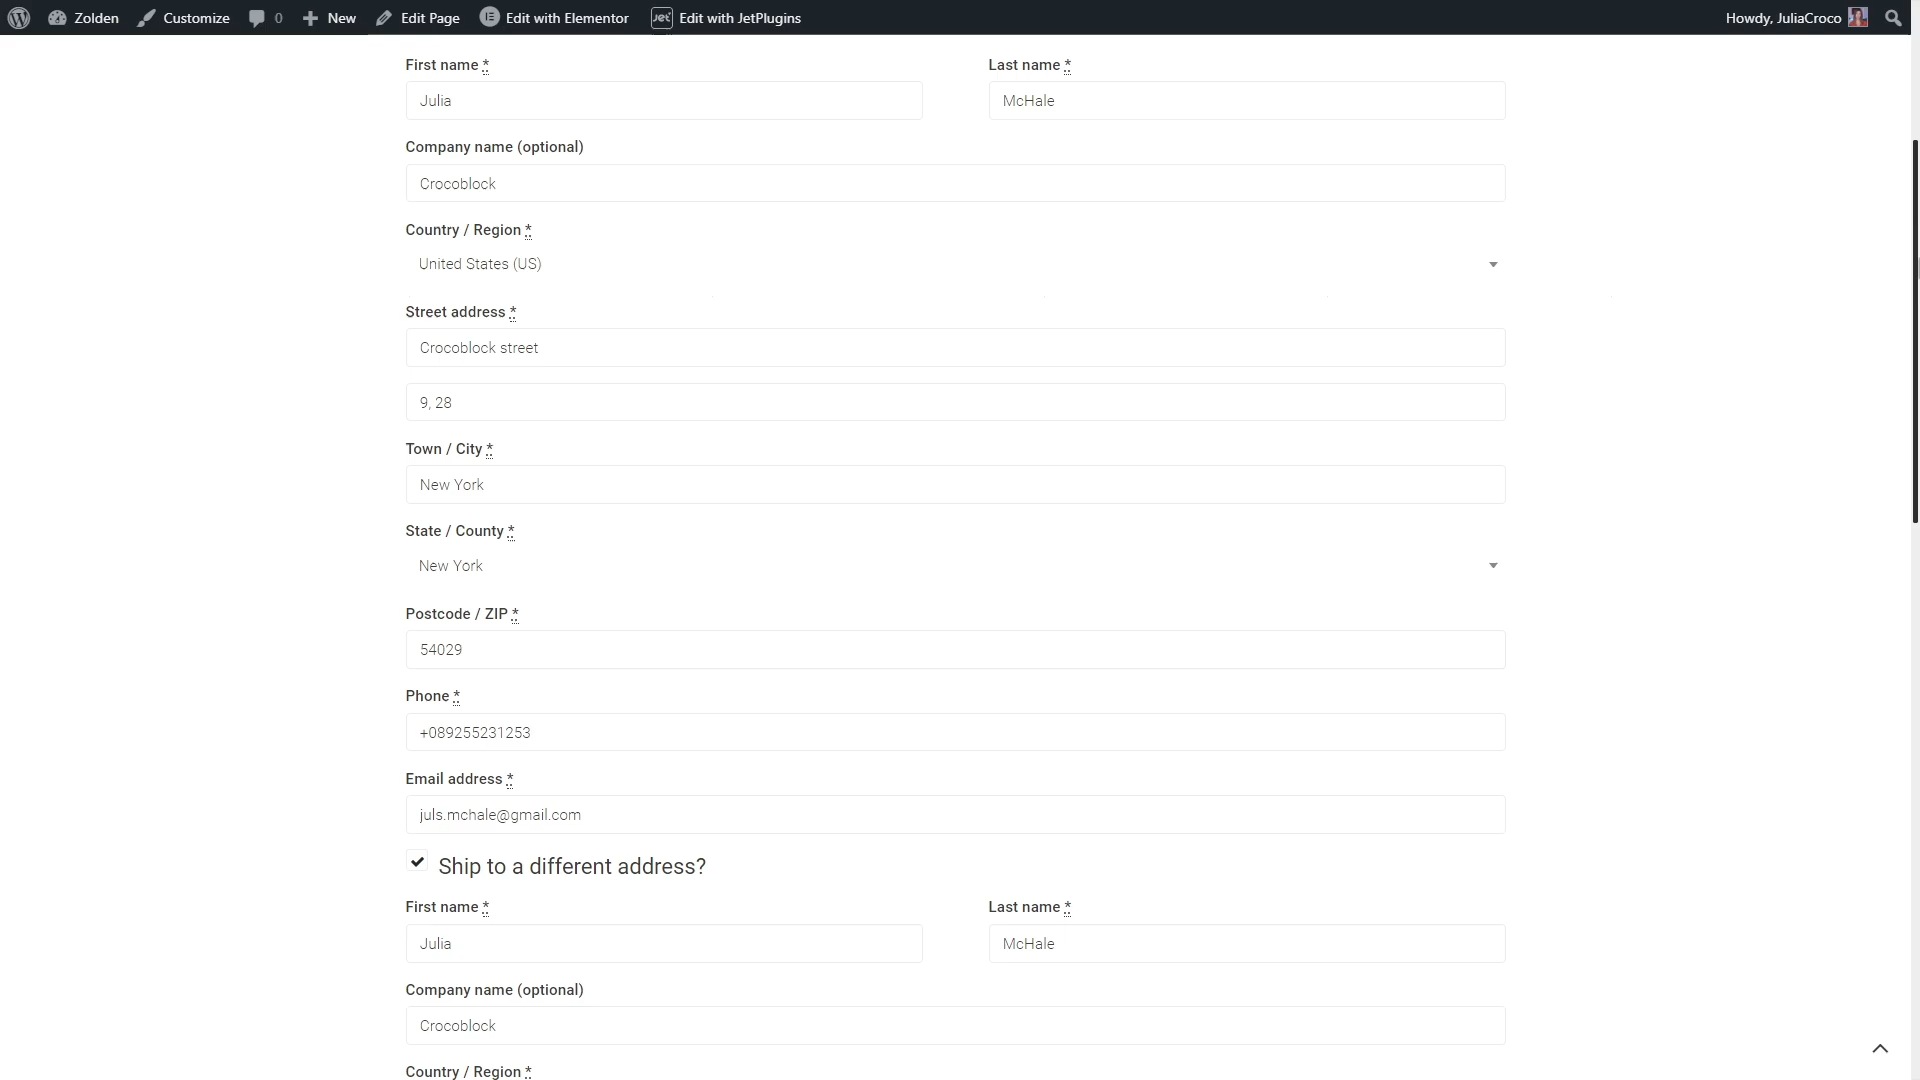 Zolden Customize 0 New Edit Page Edit with Elementor Jet Edit with JetPlugins Howdy, JuliaCroco
First name * Last name *
Julia McHale
Company name (optional)
Crocoblock
Country / Region *
United States (US)
Street address *
Crocoblock street
9, 28
Town / City *
New York
State / County *
New York
Postcode / ZIP *
54029
Phone *
+089255231253
Email address *
juls.mchale@gmail.com
Ship to a different address?
First name * Last name *
Julia McHale
Company name (optional)
Crocoblock
Country / Region *